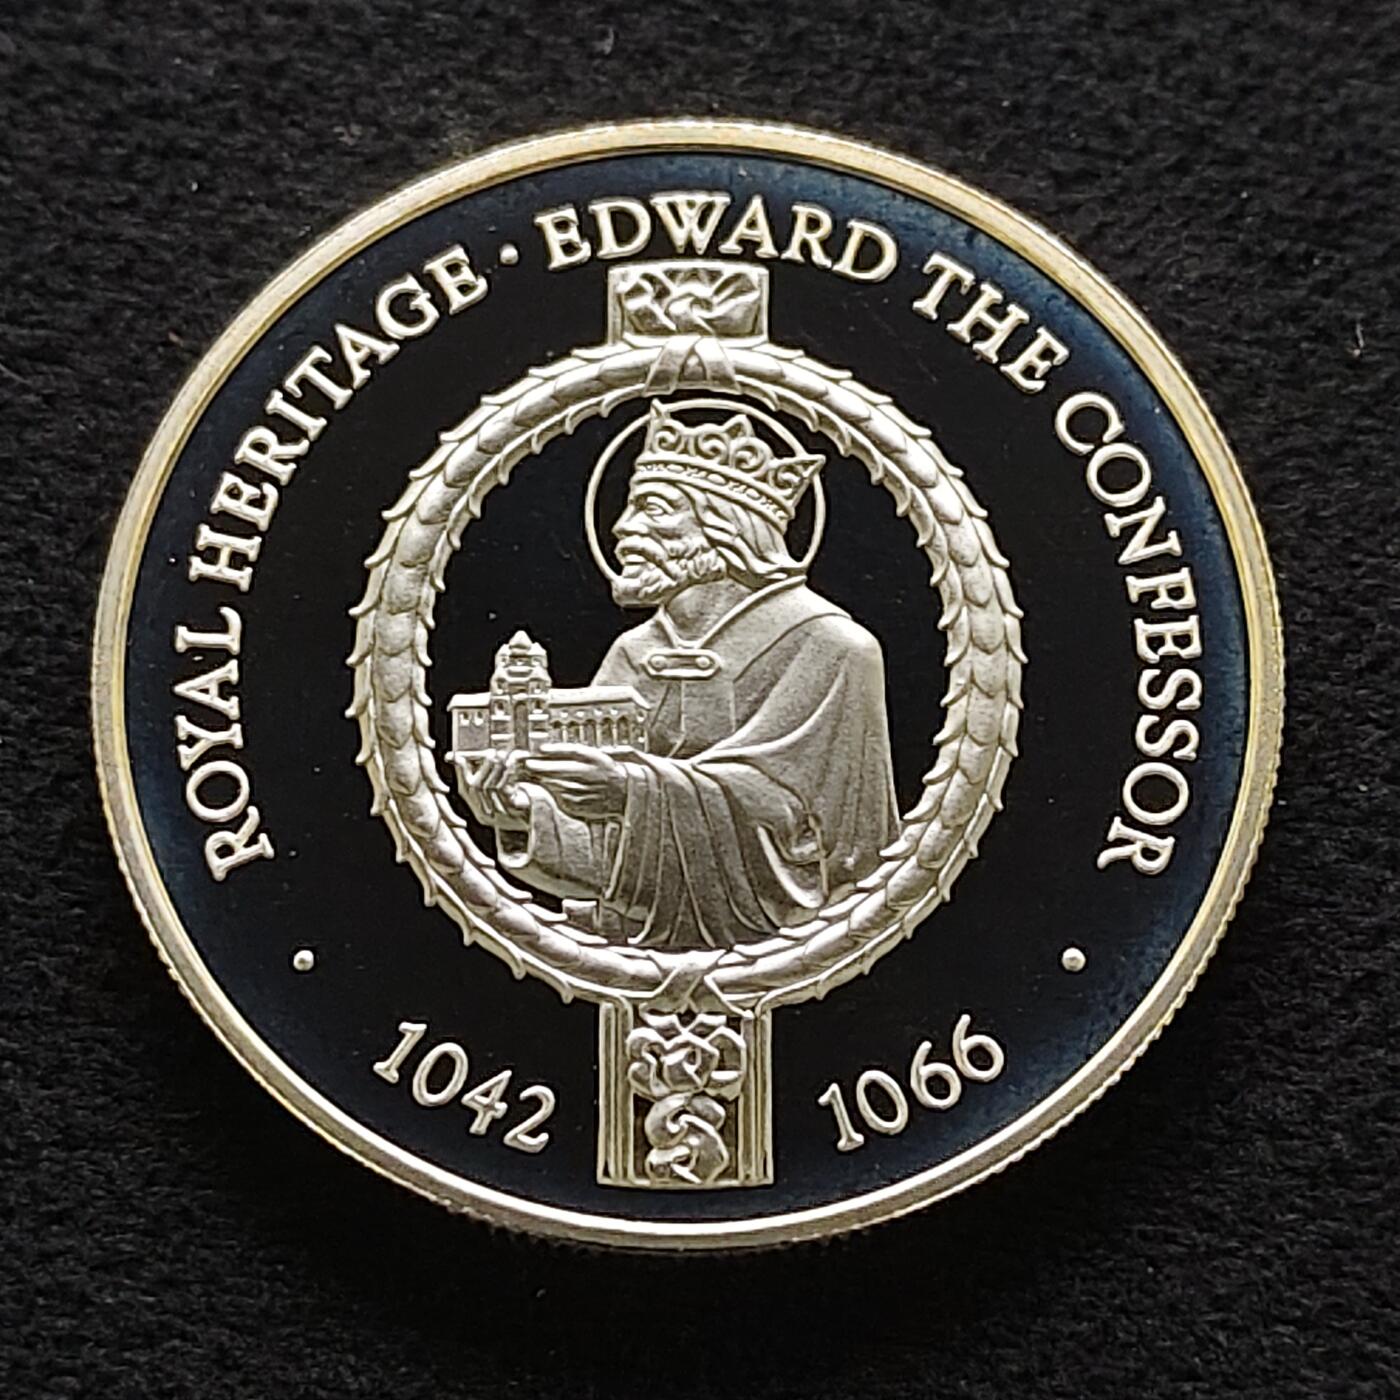 ROYAL HERITAGE · EDWARD THE CONFESSOR
1042
1066